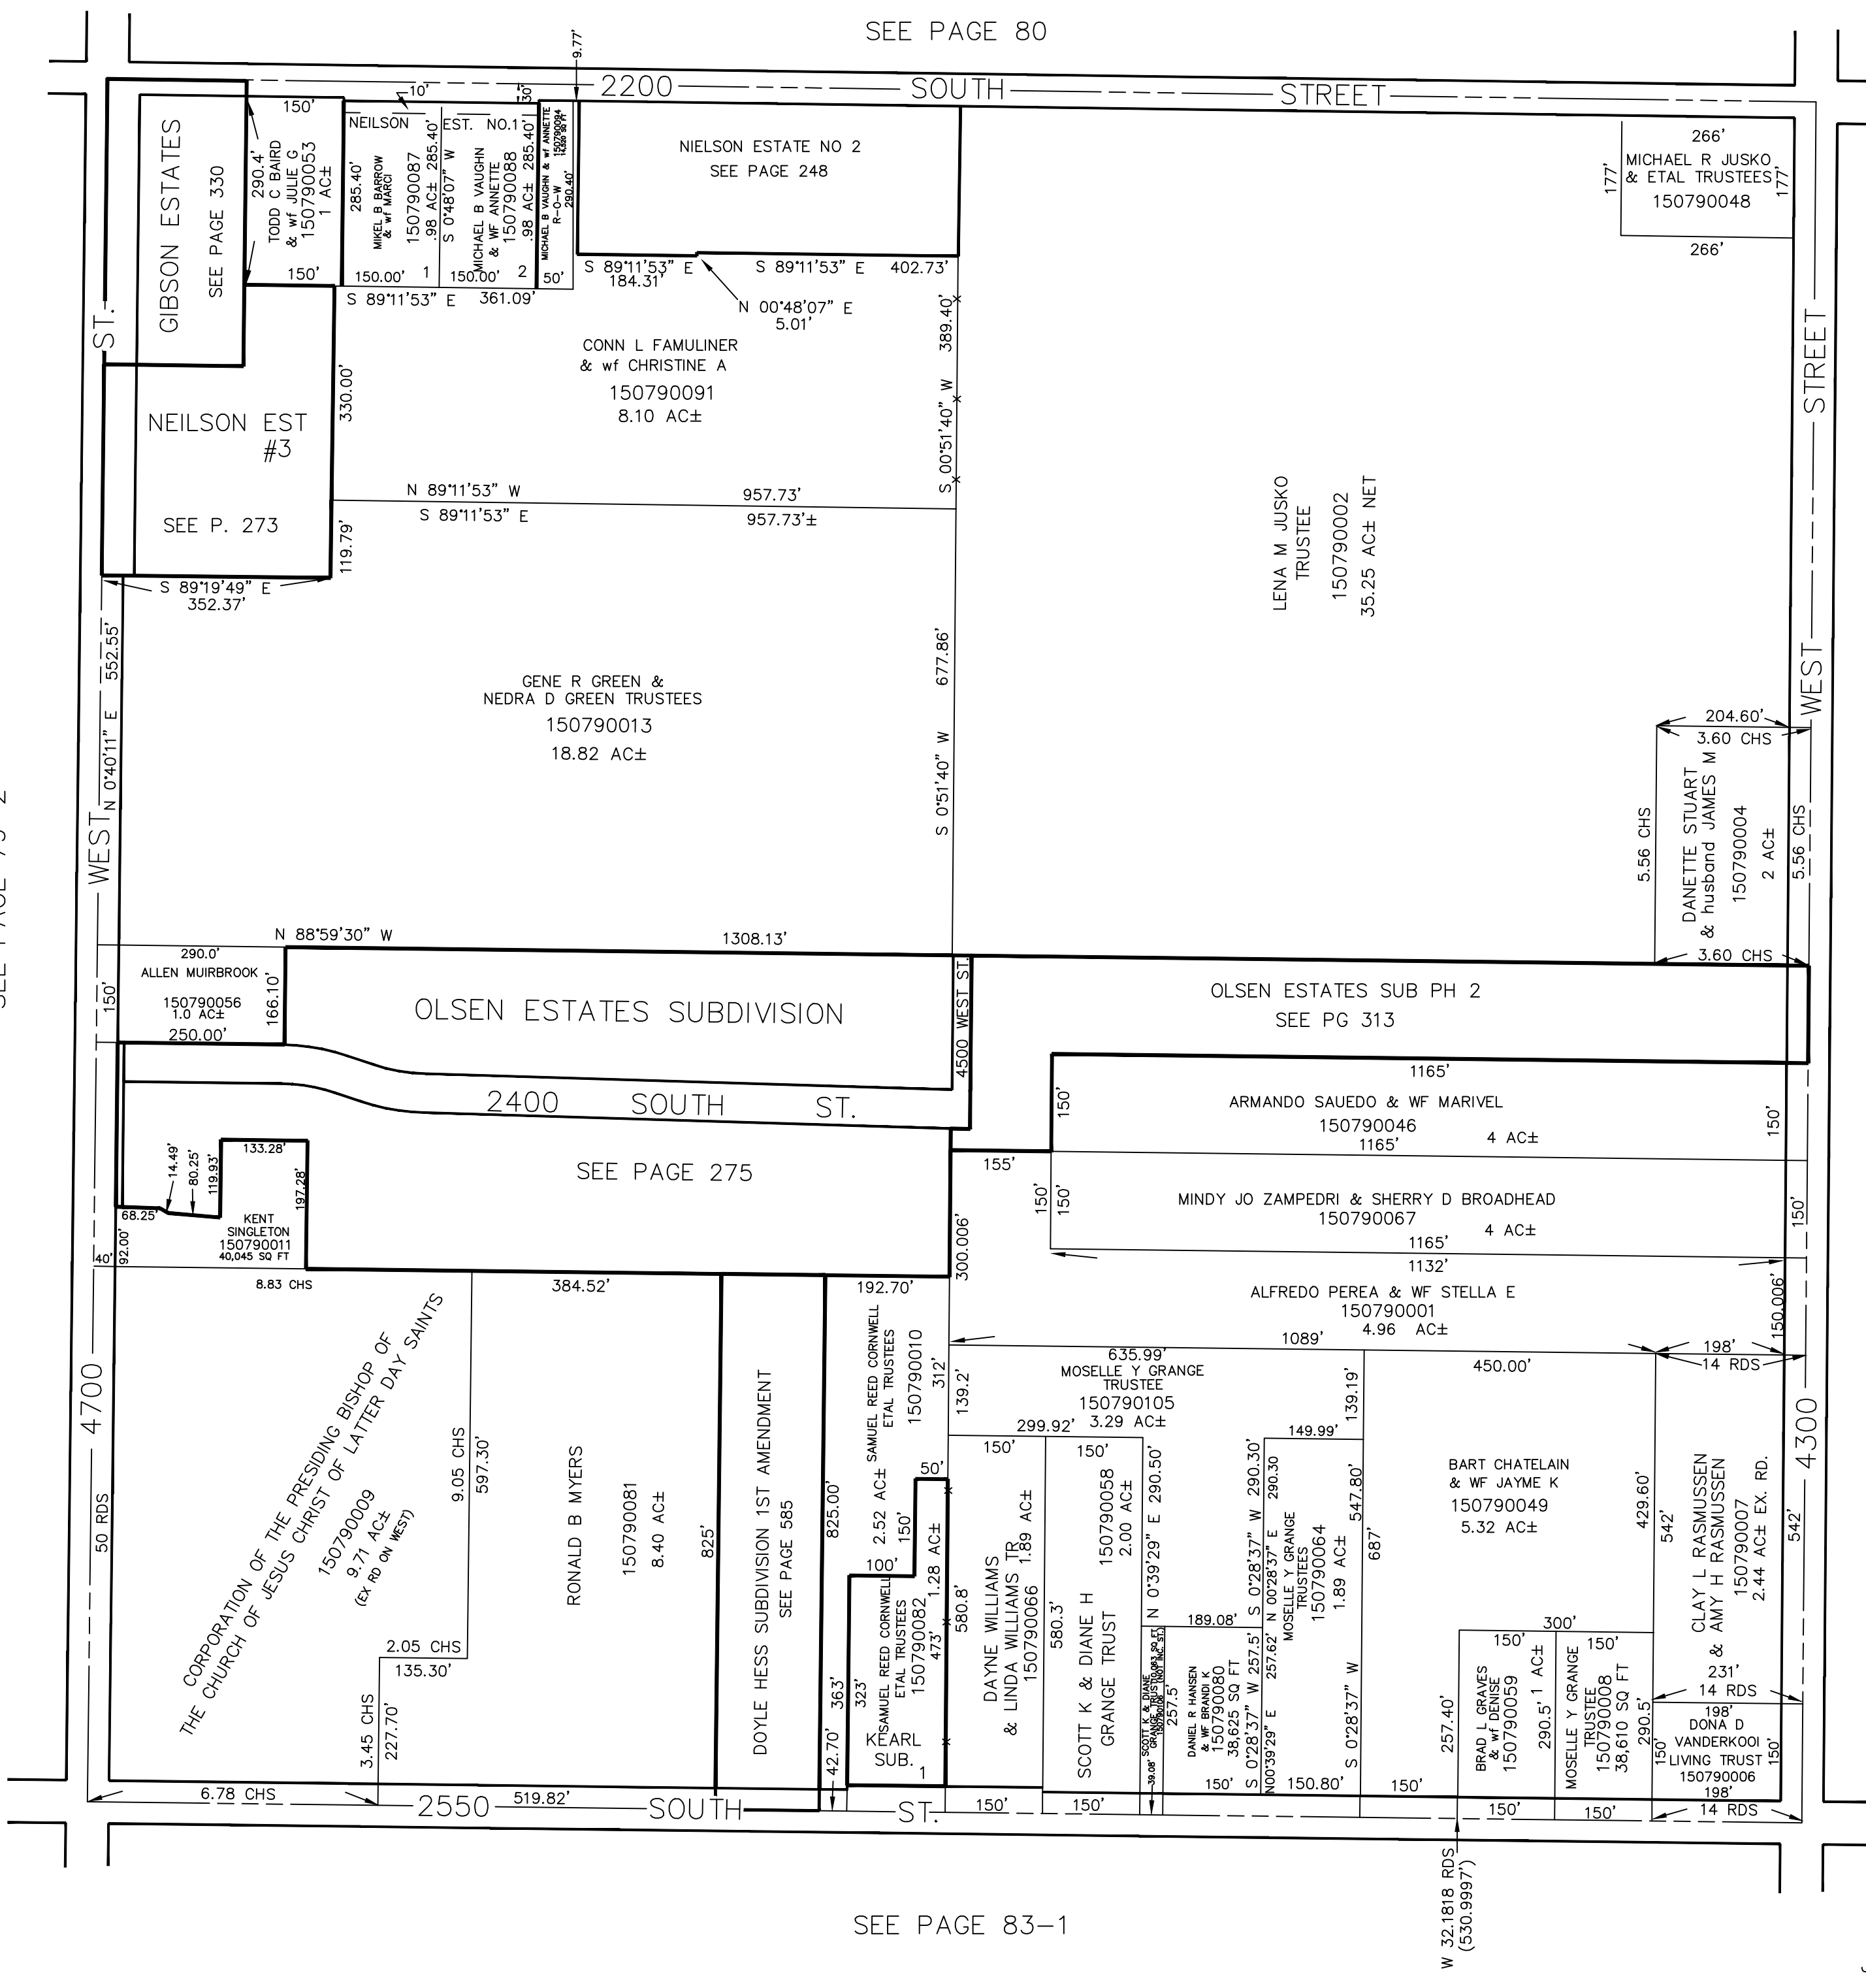 SEE PAGE 80
2200 SOUTH STREET
9.77'
GIBSON ESTATES
SEE PAGE 330
150'
290.4'
TODD C BAIRD
& wf JULIE G
150790053
1 AC±
150'
10'
30'
NEILSON EST. NO.1
285.40'
MIKEL B BARROW
& wf MARCI
150790087
.98 AC± 285.40'
150.00' 1
S 0°48'07" W
MICHAEL B VAUGHN
& WF ANNETTE
150790088
.98 AC± 285.40'
150.00' 2
MICHAEL B VAUGHN & wf ANNETTE
R-O-W
150790094
290.40'
50'
S 89°11'53" E 361.09'
NIELSON ESTATE NO 2
SEE PAGE 248
S 89°11'53" E
184.31'
S 89°11'53" E 402.73'
N 00°48'07" E
5.01'
266'
MICHAEL R JUSKO
& ETAL TRUSTEES
150790048
177'
177'
266'
ST.
STREET
NEILSON EST
#3
SEE P. 273
330.00'
119.79'
S 89°19'49" E
352.37'
CONN L FAMULINER
& wf CHRISTINE A
150790091
8.10 AC±
389.40'
S 00°51'40" W
N 89°11'53" W 957.73'
S 89°11'53" E 957.73'±
LENA M JUSKO
TRUSTEE
150790002
35.25 AC± NET
N 0°40'11" E 552.55'
GENE R GREEN &
NEDRA D GREEN TRUSTEES
150790013
18.82 AC±
677.86'
S 0°51'40" W
WEST
WEST
204.60'
3.60 CHS
5.56 CHS
DANETTE STUART
& husband JAMES M
150790004
2 AC±
5.56 CHS
3.60 CHS
N 88°59'30" W 1308.13'
290.0'
ALLEN MUIRBROOK
150790056
1.0 AC±
250.00'
150'
166.10'
OLSEN ESTATES SUBDIVISION
4500 WEST ST.
OLSEN ESTATES SUB PH 2
SEE PG 313
2400 SOUTH ST.
1165'
ARMANDO SAUEDO & WF MARIVEL
150790046
4 AC±
1165'
150'
150'
SEE PAGE 275
14.49'
80.25'
119.93'
133.28'
197.28'
68.25'
92.00'
40'
KENT
SINGLETON
150790011
40,045 SQ FT
155'
150'
150'
MINDY JO ZAMPEDRI & SHERRY D BROADHEAD
150790067
4 AC±
1165'
150'
300.006'
1132'
ALFREDO PEREA & WF STELLA E
150790001
4.96 AC±
1089'
150.006'
198'
14 RDS
8.83 CHS
384.52'
192.70'
4700
4300
50 RDS
CORPORATION OF THE PRESIDING BISHOP OF
THE CHURCH OF JESUS CHRIST OF LATTER DAY SAINTS
150790009
9.71 AC±
(EX RD ON WEST)
9.05 CHS
597.30'
2.05 CHS
135.30'
3.45 CHS
227.70'
6.78 CHS
RONALD B MYERS
150790081
8.40 AC±
825'
519.82'
DOYLE HESS SUBDIVISION 1ST AMENDMENT
SEE PAGE 585
825.00'
42.70'
363'
SAMUEL REED CORNWELL
ETAL TRUSTEES
150790010
2.52 AC±
312'
50'
150'
100'
323'
SAMUEL REED CORNWELL
ETAL TRUSTEES
150790082
1.28 AC±
473'
KEARL
SUB.
1
635.99'
MOSELLE Y GRANGE
TRUSTEE
150790105
3.29 AC±
139.2'
299.92'
150'
150'
580.8'
DAYNE WILLIAMS
& LINDA WILLIAMS TR
150790066
1.89 AC±
580.3'
SCOTT K & DIANE H
GRANGE TRUST
150790058
2.00 AC±
150'
150'
N 0°39'29" E 290.50'
189.08'
SCOTT K & DIANE
39.08'
257.5'
DANIEL R HANSEN
& WF BRANDI K
150790080
38,625 SQ FT
150'
S 0°28'37" W 290.30'
S 0°28'37" W 257.5'
149.99'
139.19'
290.30
N 00°28'37" E
257.62'
N00°39'29" E
MOSELLE Y GRANGE
TRUSTEES
150790064
1.89 AC±
547.80'
687'
S 0°28'37" W
150.80'
450.00'
BART CHATELAIN
& WF JAYME K
150790049
5.32 AC±
429.60'
542'
257.40'
150'
300'
150'
BRAD L GRAVES
& wf DENISE
150790059
1 AC±
290.5'
150'
150'
MOSELLE Y GRANGE
TRUSTEE
150790008
38,610 SQ FT
290.5'
150'
CLAY L RASMUSSEN
& AMY H RASMUSSEN
150790007
2.44 AC± EX. RD.
542'
231'
14 RDS
198'
DONA D
VANDERKOOI
LIVING TRUST
150790006
150'
150'
198'
14 RDS
2550 SOUTH ST.
W 32.1818 RDS
(530.9997')
SEE PAGE 83-1